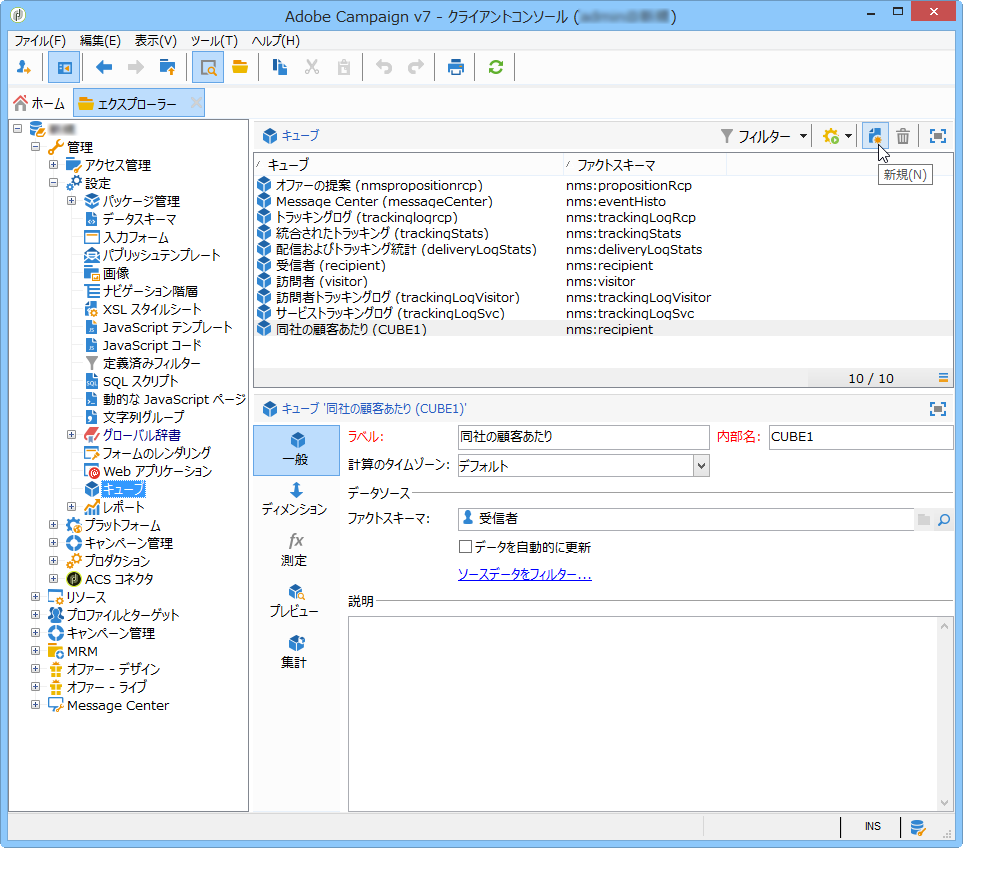 Adobe Campaign v7 - クライアントコンソール ( )
ファイル(F) 編集(E) 表示(V) ツール(T) ヘルプ(H)
ホーム エクスプローラー
管理
アクセス管理
設定
パッケージ管理
データスキーマ
入力フォーム
パブリッシュテンプレート
画像
ナビゲーション階層
XSL スタイルシート
JavaScript テンプレート
JavaScript コード
定義済みフィルター
SQL スクリプト
動的な JavaScript ページ
文字列グループ
グローバル辞書
フォームのレンダリング
Web アプリケーション
キューブ
レポート
プラットフォーム
キャンペーン管理
プロダクション
ACS コネクタ
リソース
プロファイルとターゲット
キャンペーン管理
MRM
オファー - デザイン
オファー - ライブ
Message Center
キューブ フィルター
新規(N)
キューブ ファクトスキーマ
オファーの提案 (nmspropositionrcp) nms:propositionRcp
Message Center (messageCenter) nms:eventHisto
トラッキングログ (trackinglogrcp) nms:trackingLogRcp
統合されたトラッキング (trackingStats) nms:trackingStats
配信およびトラッキング統計 (deliveryLogStats) nms:deliveryLogStats
受信者 (recipient) nms:recipient
訪問者 (visitor) nms:visitor
訪問者トラッキングログ (trackingLogVisitor) nms:trackingLogVisitor
サービストラッキングログ (trackingLogSvc) nms:trackingLogSvc
同社の顧客あたり (CUBE1) nms:recipient
10 / 10
キューブ '同社の顧客あたり (CUBE1)'
一般
ディメンション
fx
測定
プレビュー
集計
ラベル: 同社の顧客あたり 内部名: CUBE1
計算のタイムゾーン: デフォルト
データソース
ファクトスキーマ: 受信者
データを自動的に更新
ソースデータをフィルター...
説明
INS